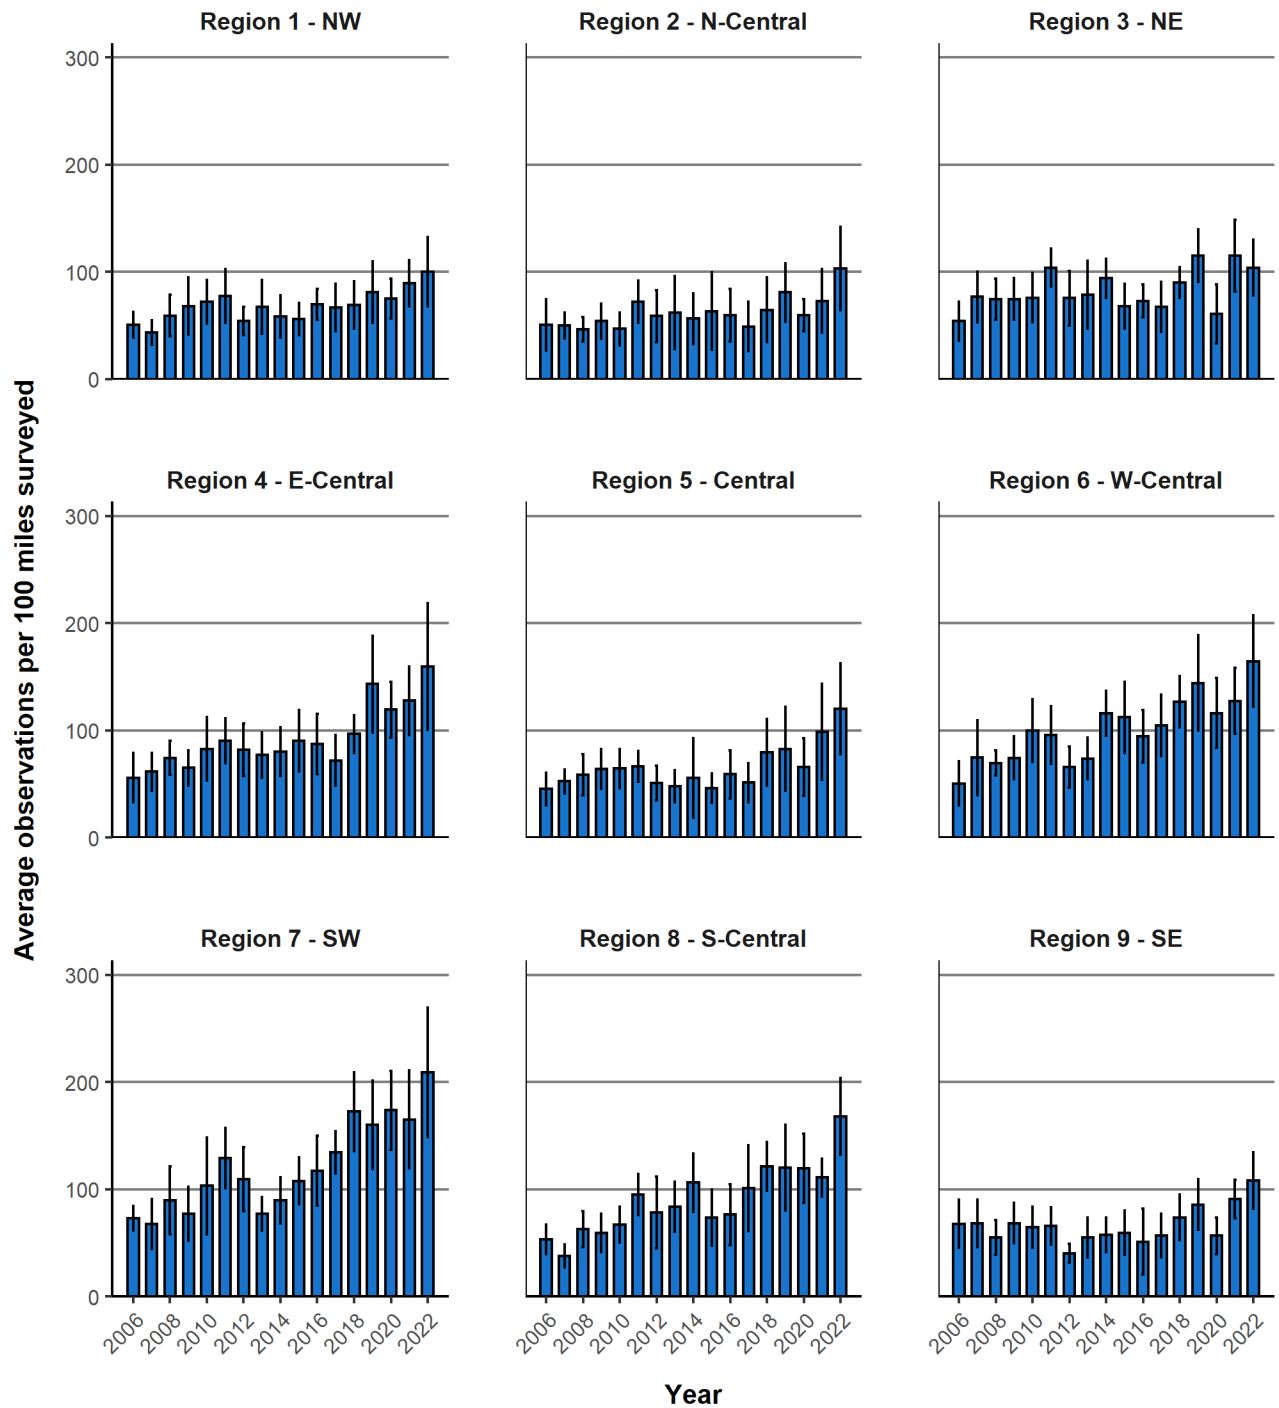 Region 1 - NW
Region 2 - N-Central
Region 3 - NE
300
200
100
0
Region 4 - E-Central
Region 5 - Central
Region 6 - W-Central
300
200
100
0
Average observations per 100 miles surveyed
Region 7 - SW
Region 8 - S-Central
Region 9 - SE
300
200
100
0
2006 2008 2010 2012 2014 2016 2018 2020 2022
2006 2008 2010 2012 2014 2016 2018 2020 2022
2006 2008 2010 2012 2014 2016 2018 2020 2022
Year